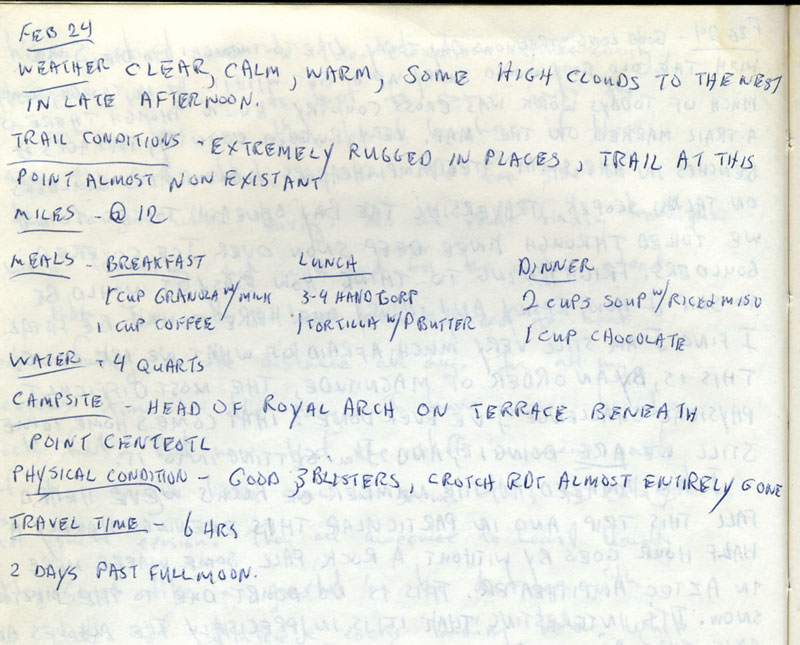 FEB 24
WEATHER CLEAR, CALM, WARM, SOME HIGH CLOUDS TO THE WEST
IN LATE AFTERNOON.
TRAIL CONDITIONS - EXTREMELY RUGGED IN PLACES, TRAIL AT THIS
POINT ALMOST NON EXISTANT
MILES - @ 12
MEALS - BREAKFAST LUNCH DINNER
1 CUP GRANOLA W/ MILK 3-4 HAND GORP 2 CUPS SOUP W/ RICE & MISO
1 CUP COFFEE 1 TORTILLA W/ P BUTTER 1 CUP CHOCOLATE
WATER - 4 QUARTS
CAMPSITE HEAD OF ROYAL ARCH ON TERRACE BENEATH
POINT CENTEOTL
PHYSICAL CONDITION - GOOD 3 BLISTERS, CROTCH ROT ALMOST ENTIRELY GONE
TRAVEL TIME - 6 HRS
2 DAYS PAST FULL MOON.